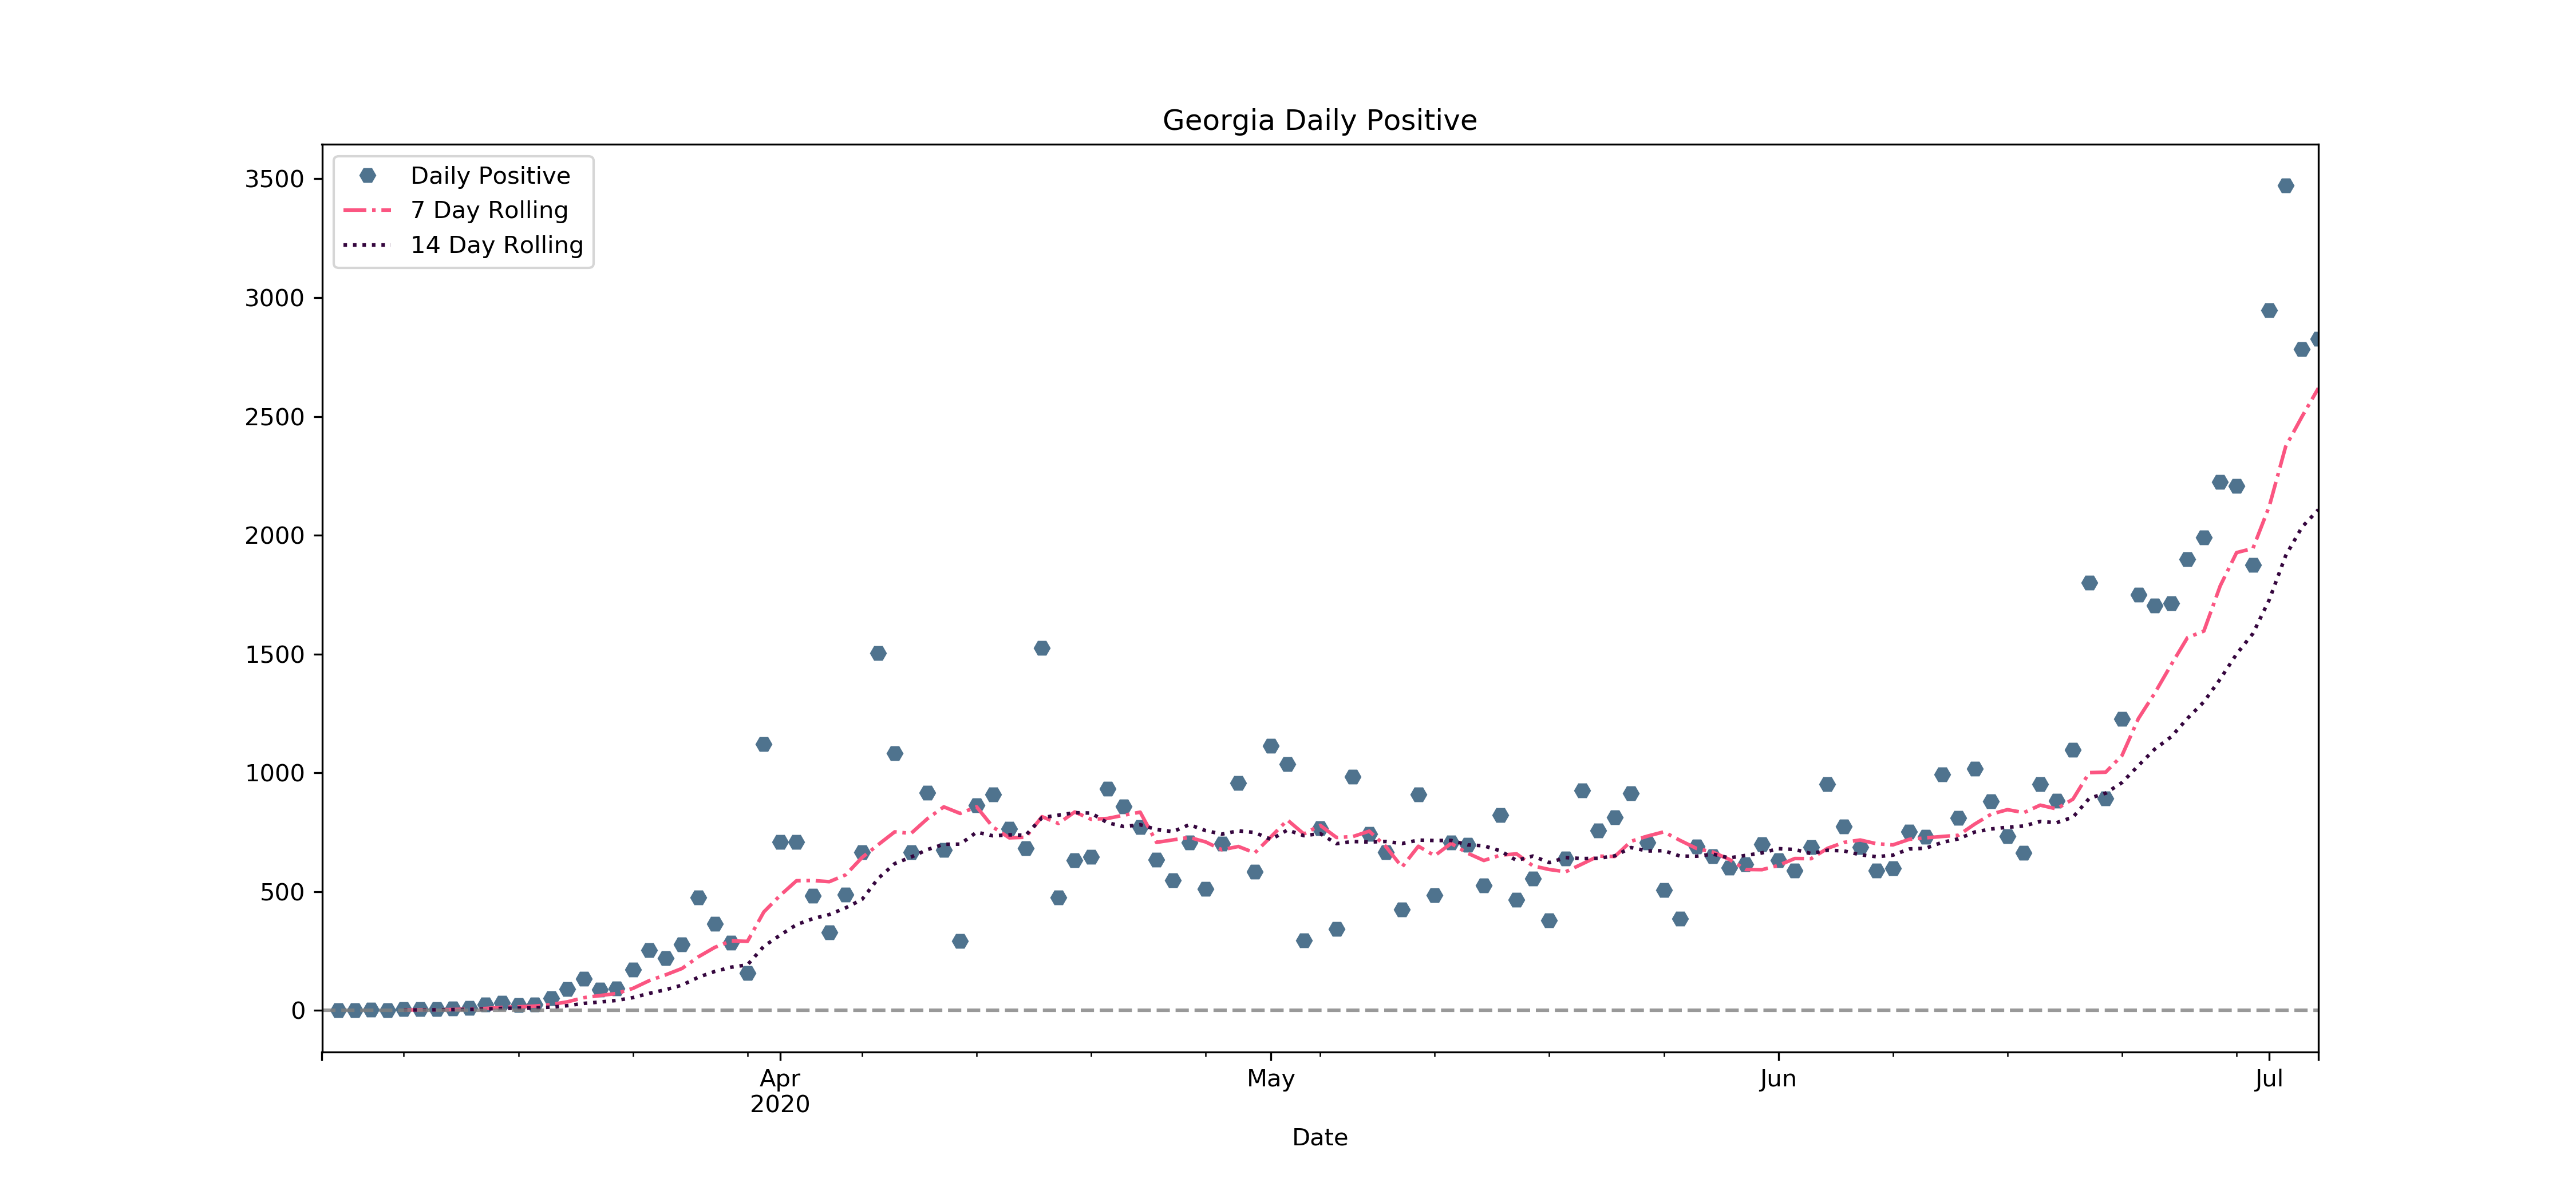 Georgia Daily Positive
Daily Positive
7 Day Rolling
14 Day Rolling
3500
3000
2500
2000
1500
1000
500
0
Apr
2020
May
Jun
Jul
Date